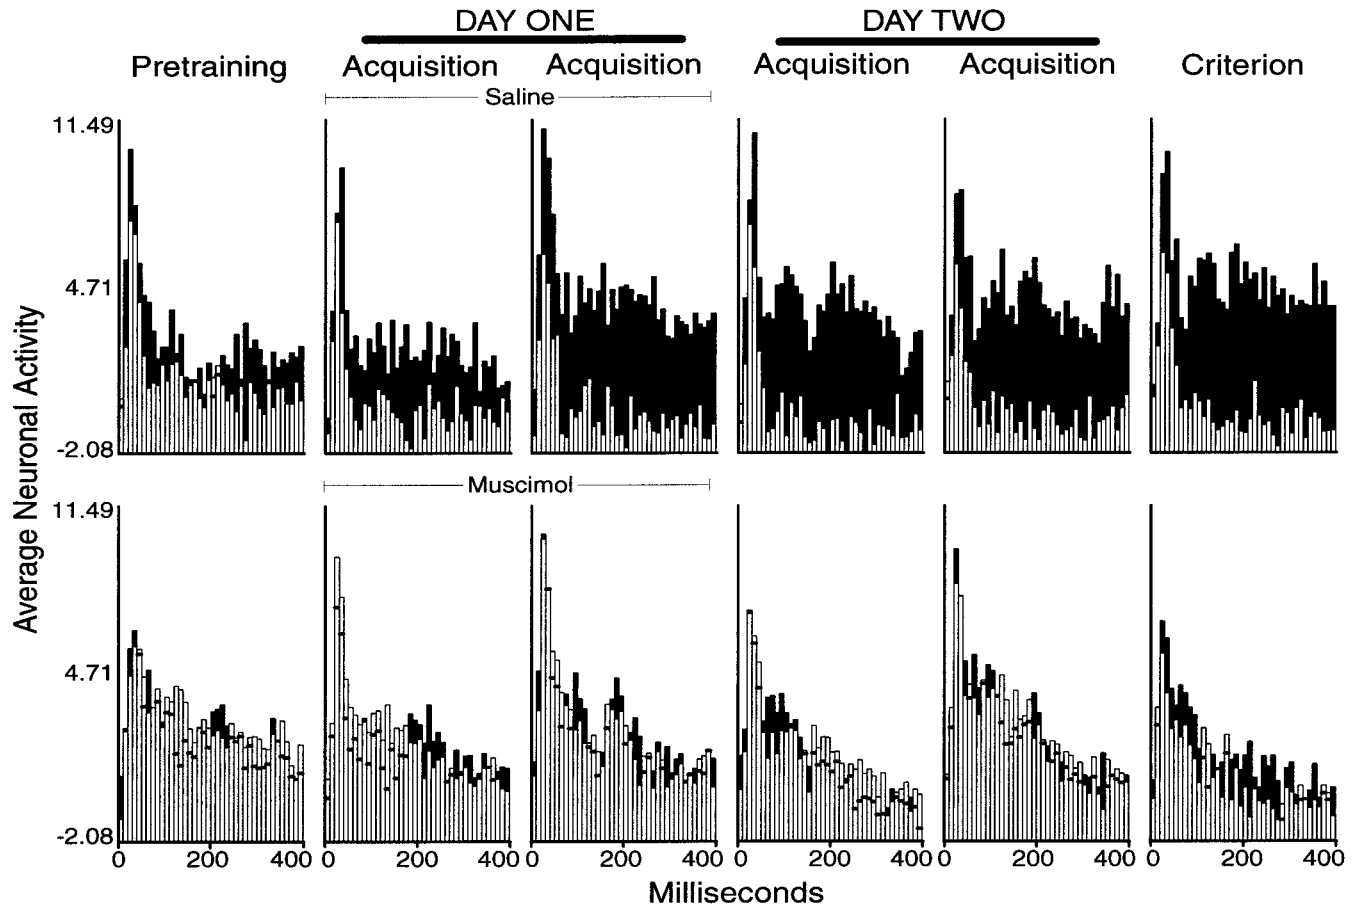 DAY ONE DAY TWO
Pretraining Acquisition Acquisition Acquisition Acquisition Criterion
Saline
11.49
4.71
-2.08
Average Neuronal Activity
Muscimol
11.49
4.71
-2.08
0 200 400 0 200 400 0 200 400 0 200 400 0 200 400 0 200 400
Milliseconds